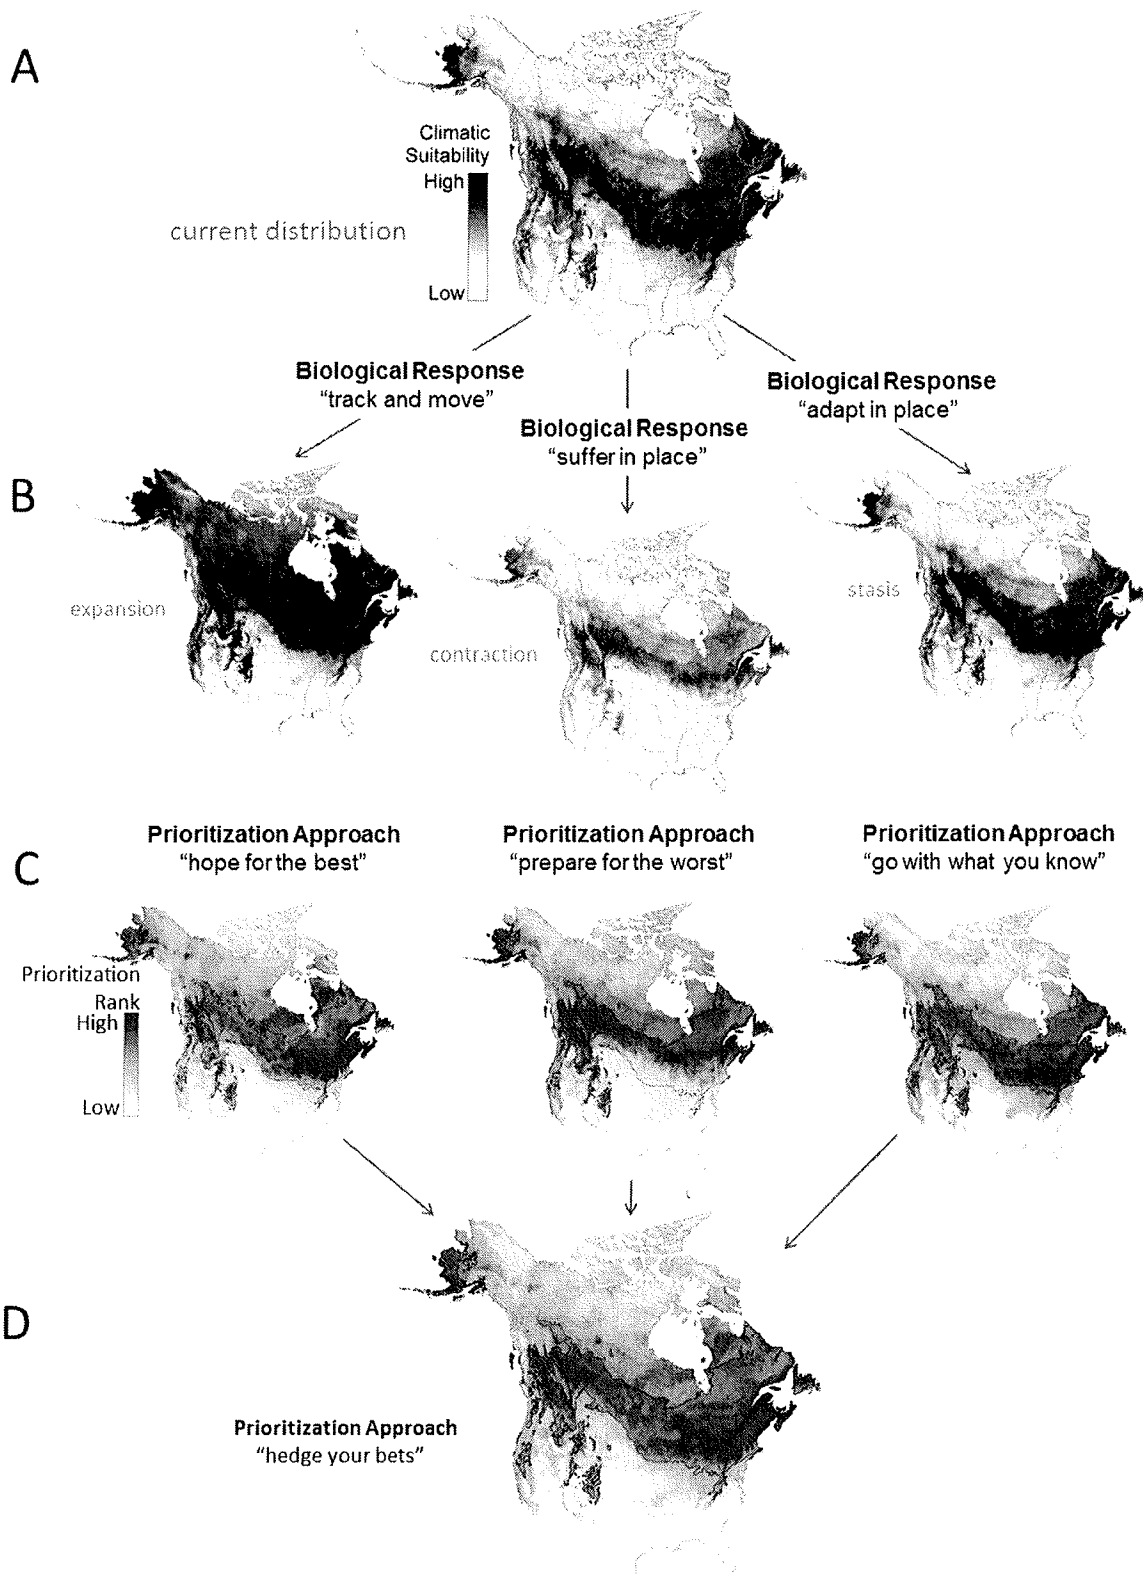 A
Climatic
Suitability
High
current distribution
Low
Biological Response
“track and move”
Biological Response
“adapt in place”
Biological Response
“suffer in place”
B
expansion
stasis
contraction
Prioritization Approach
“hope for the best”
Prioritization Approach
“prepare for the worst”
Prioritization Approach
“go with what you know”
C
Prioritization
Rank
High
Low
D
Prioritization Approach
“hedge your bets”